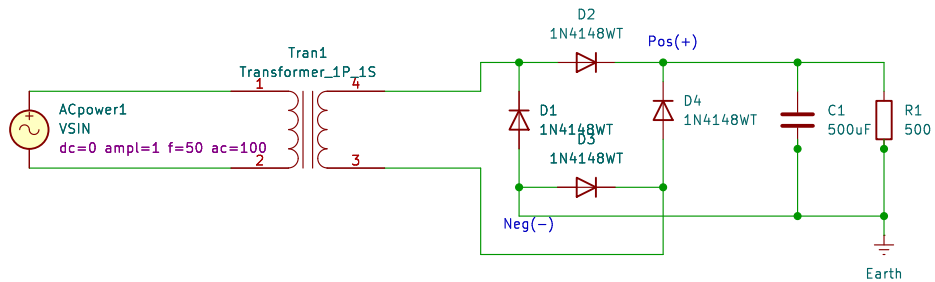 D2
1N4148WT
Pos(+)
Tran1
Transformer_1P_1S
1
4
ACpower1
VSIN
dc=0 ampl=1 f=50 ac=100
2
3
D1
1N4148WT
D3
1N4148WT
D4
1N4148WT
C1
500uF
R1
500
Neg(-)
Earth